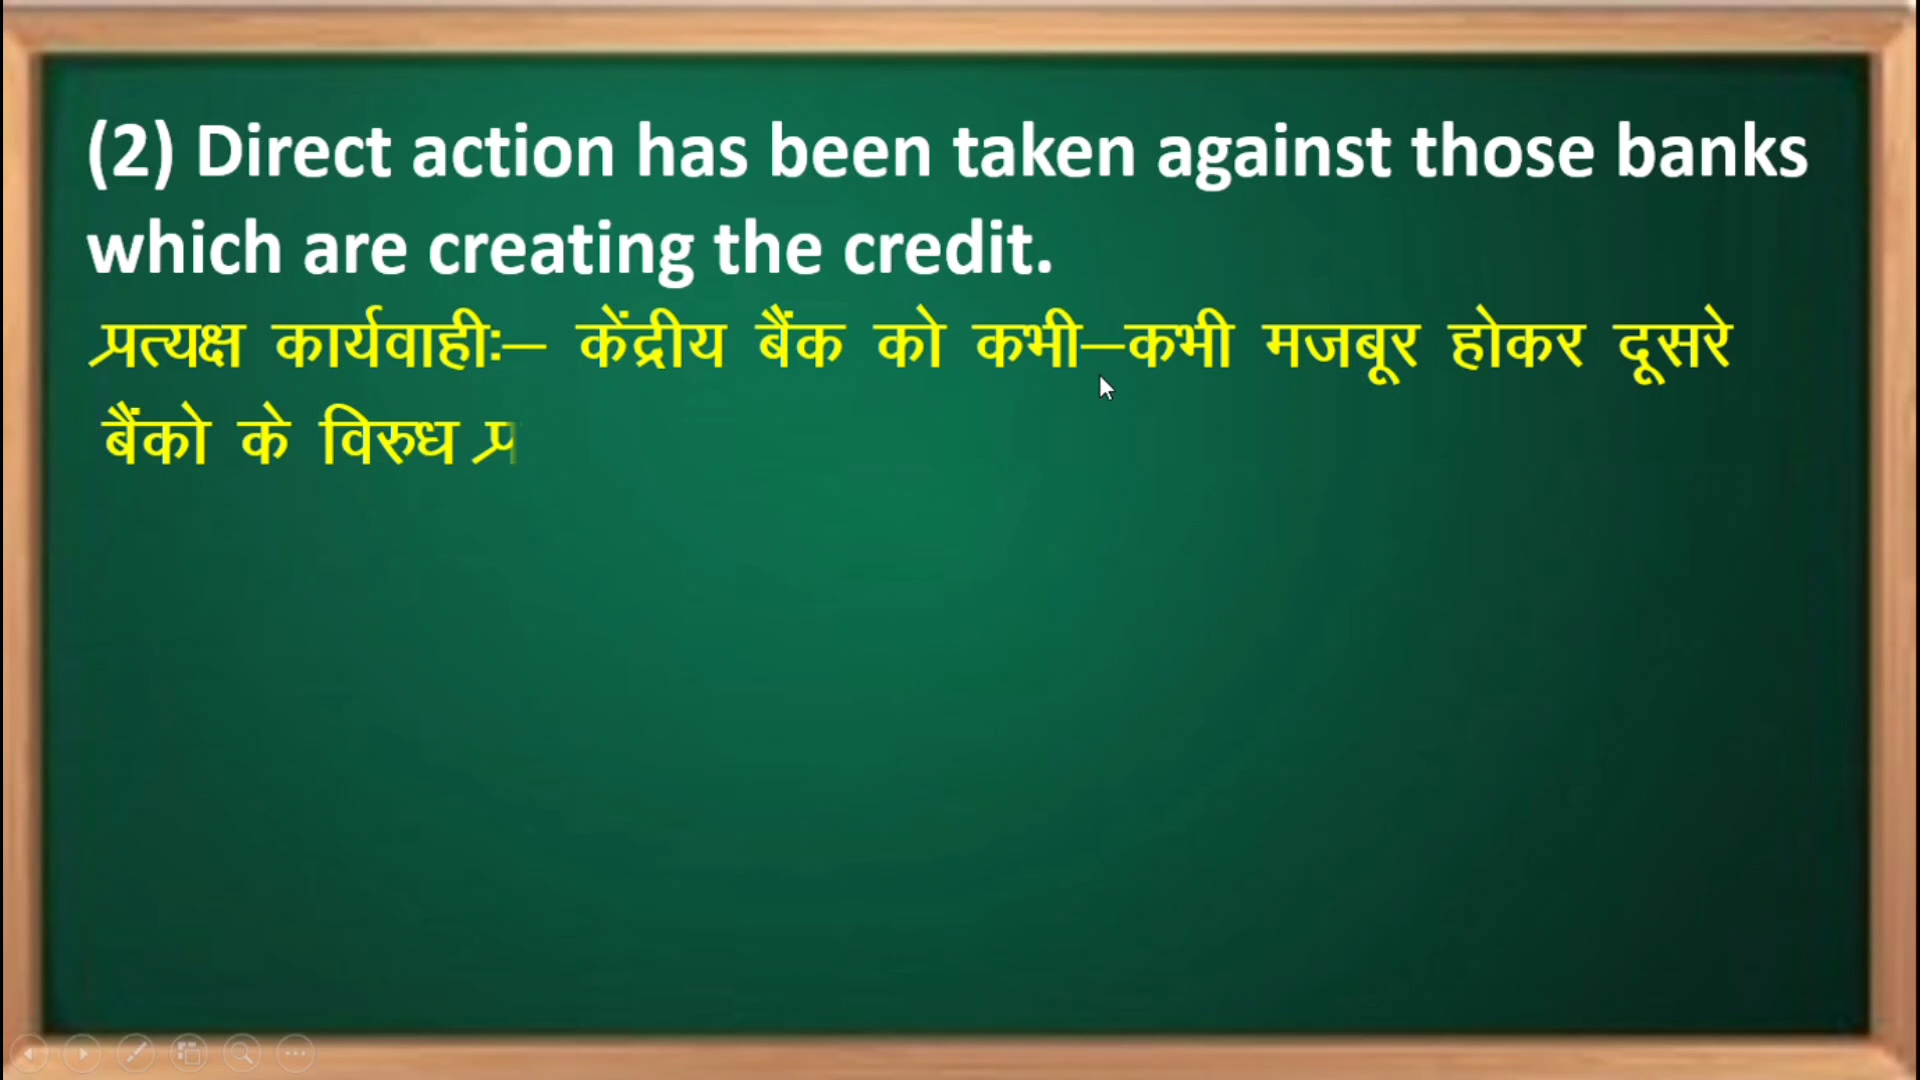 (2) Direct action has been taken against those banks
which are creating the credit.
प्रत्यक्ष कार्यवाहीः– केंद्रीय बैंक को कभी–कभी मजबूर होकर दूसरे
बैंको के विरुध